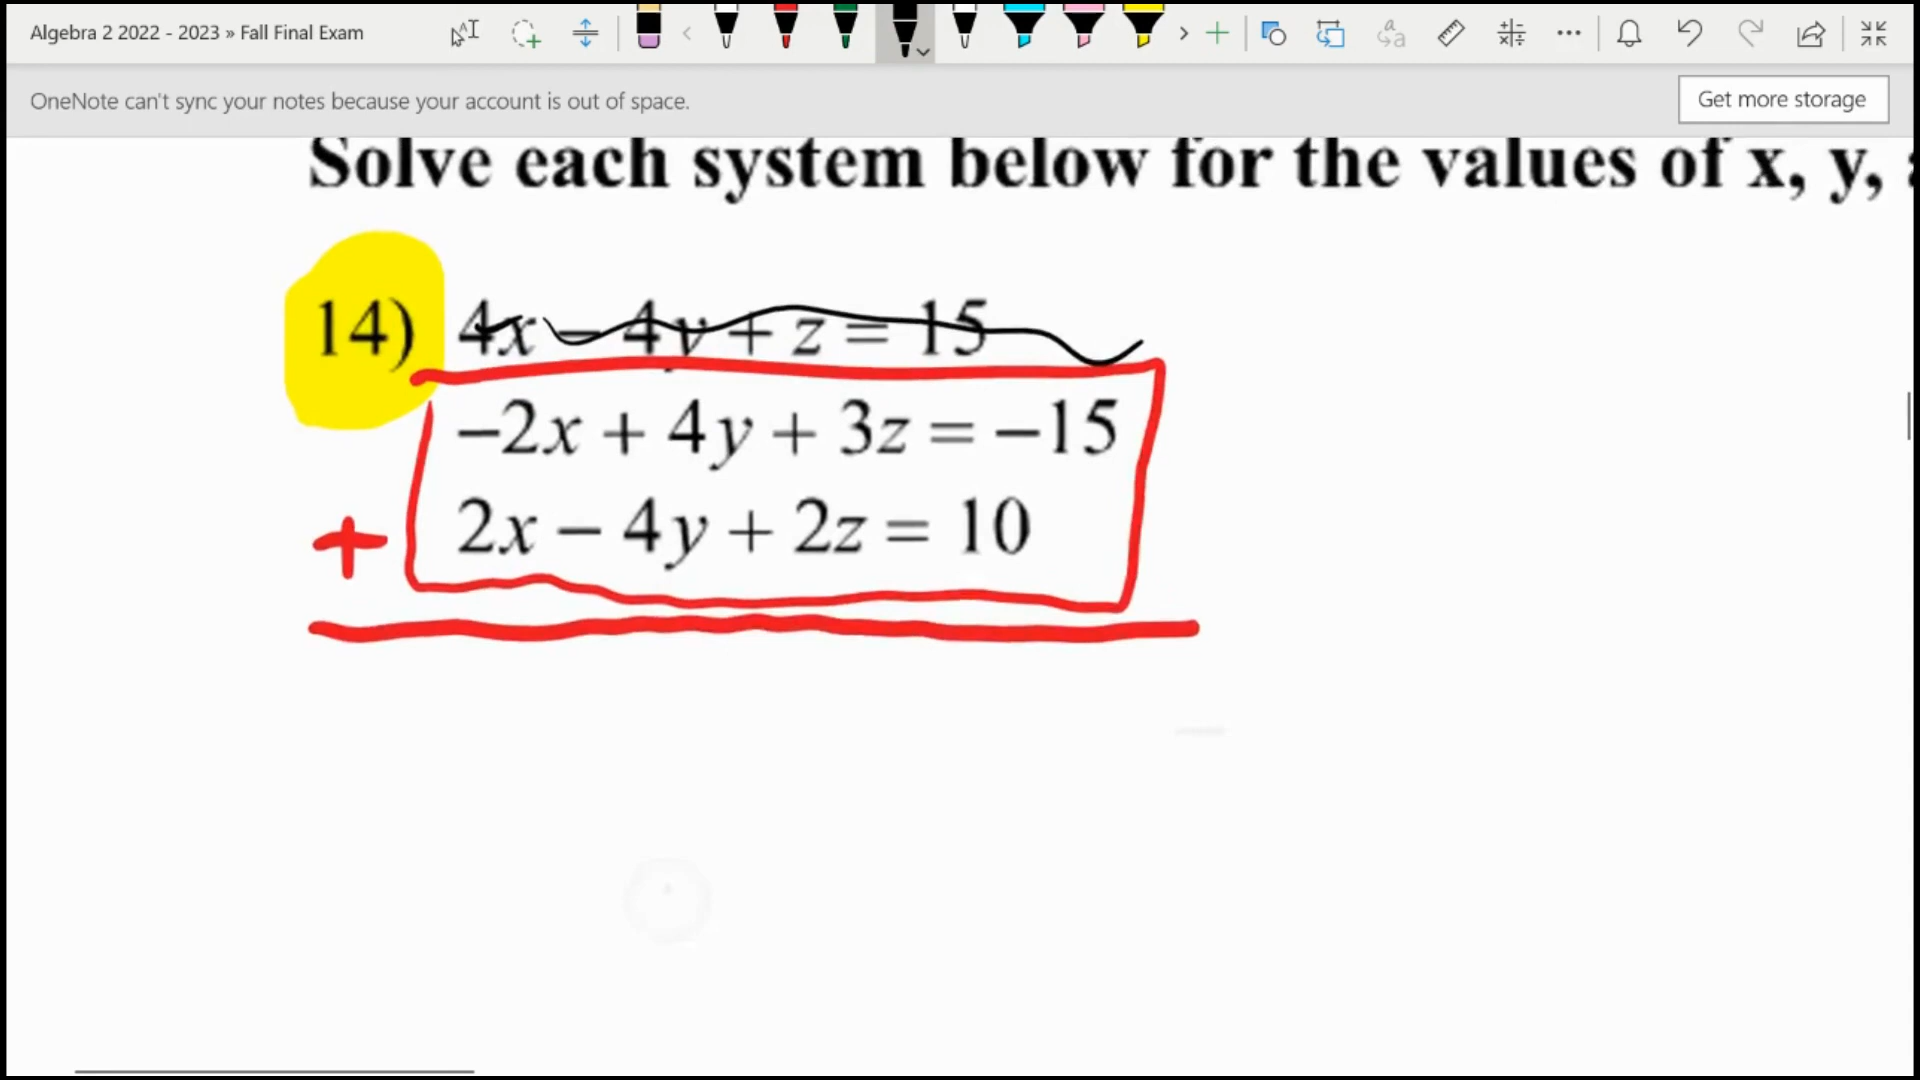 Algebra 2 2022 - 2023 » Fall Final Exam
OneNote can't sync your notes because your account is out of space.
Get more storage
Solve each system below for the values of x, y,
14) 4x − 4y + z = 15
−2x + 4y + 3z = −15
+ 2x − 4y + 2z = 10